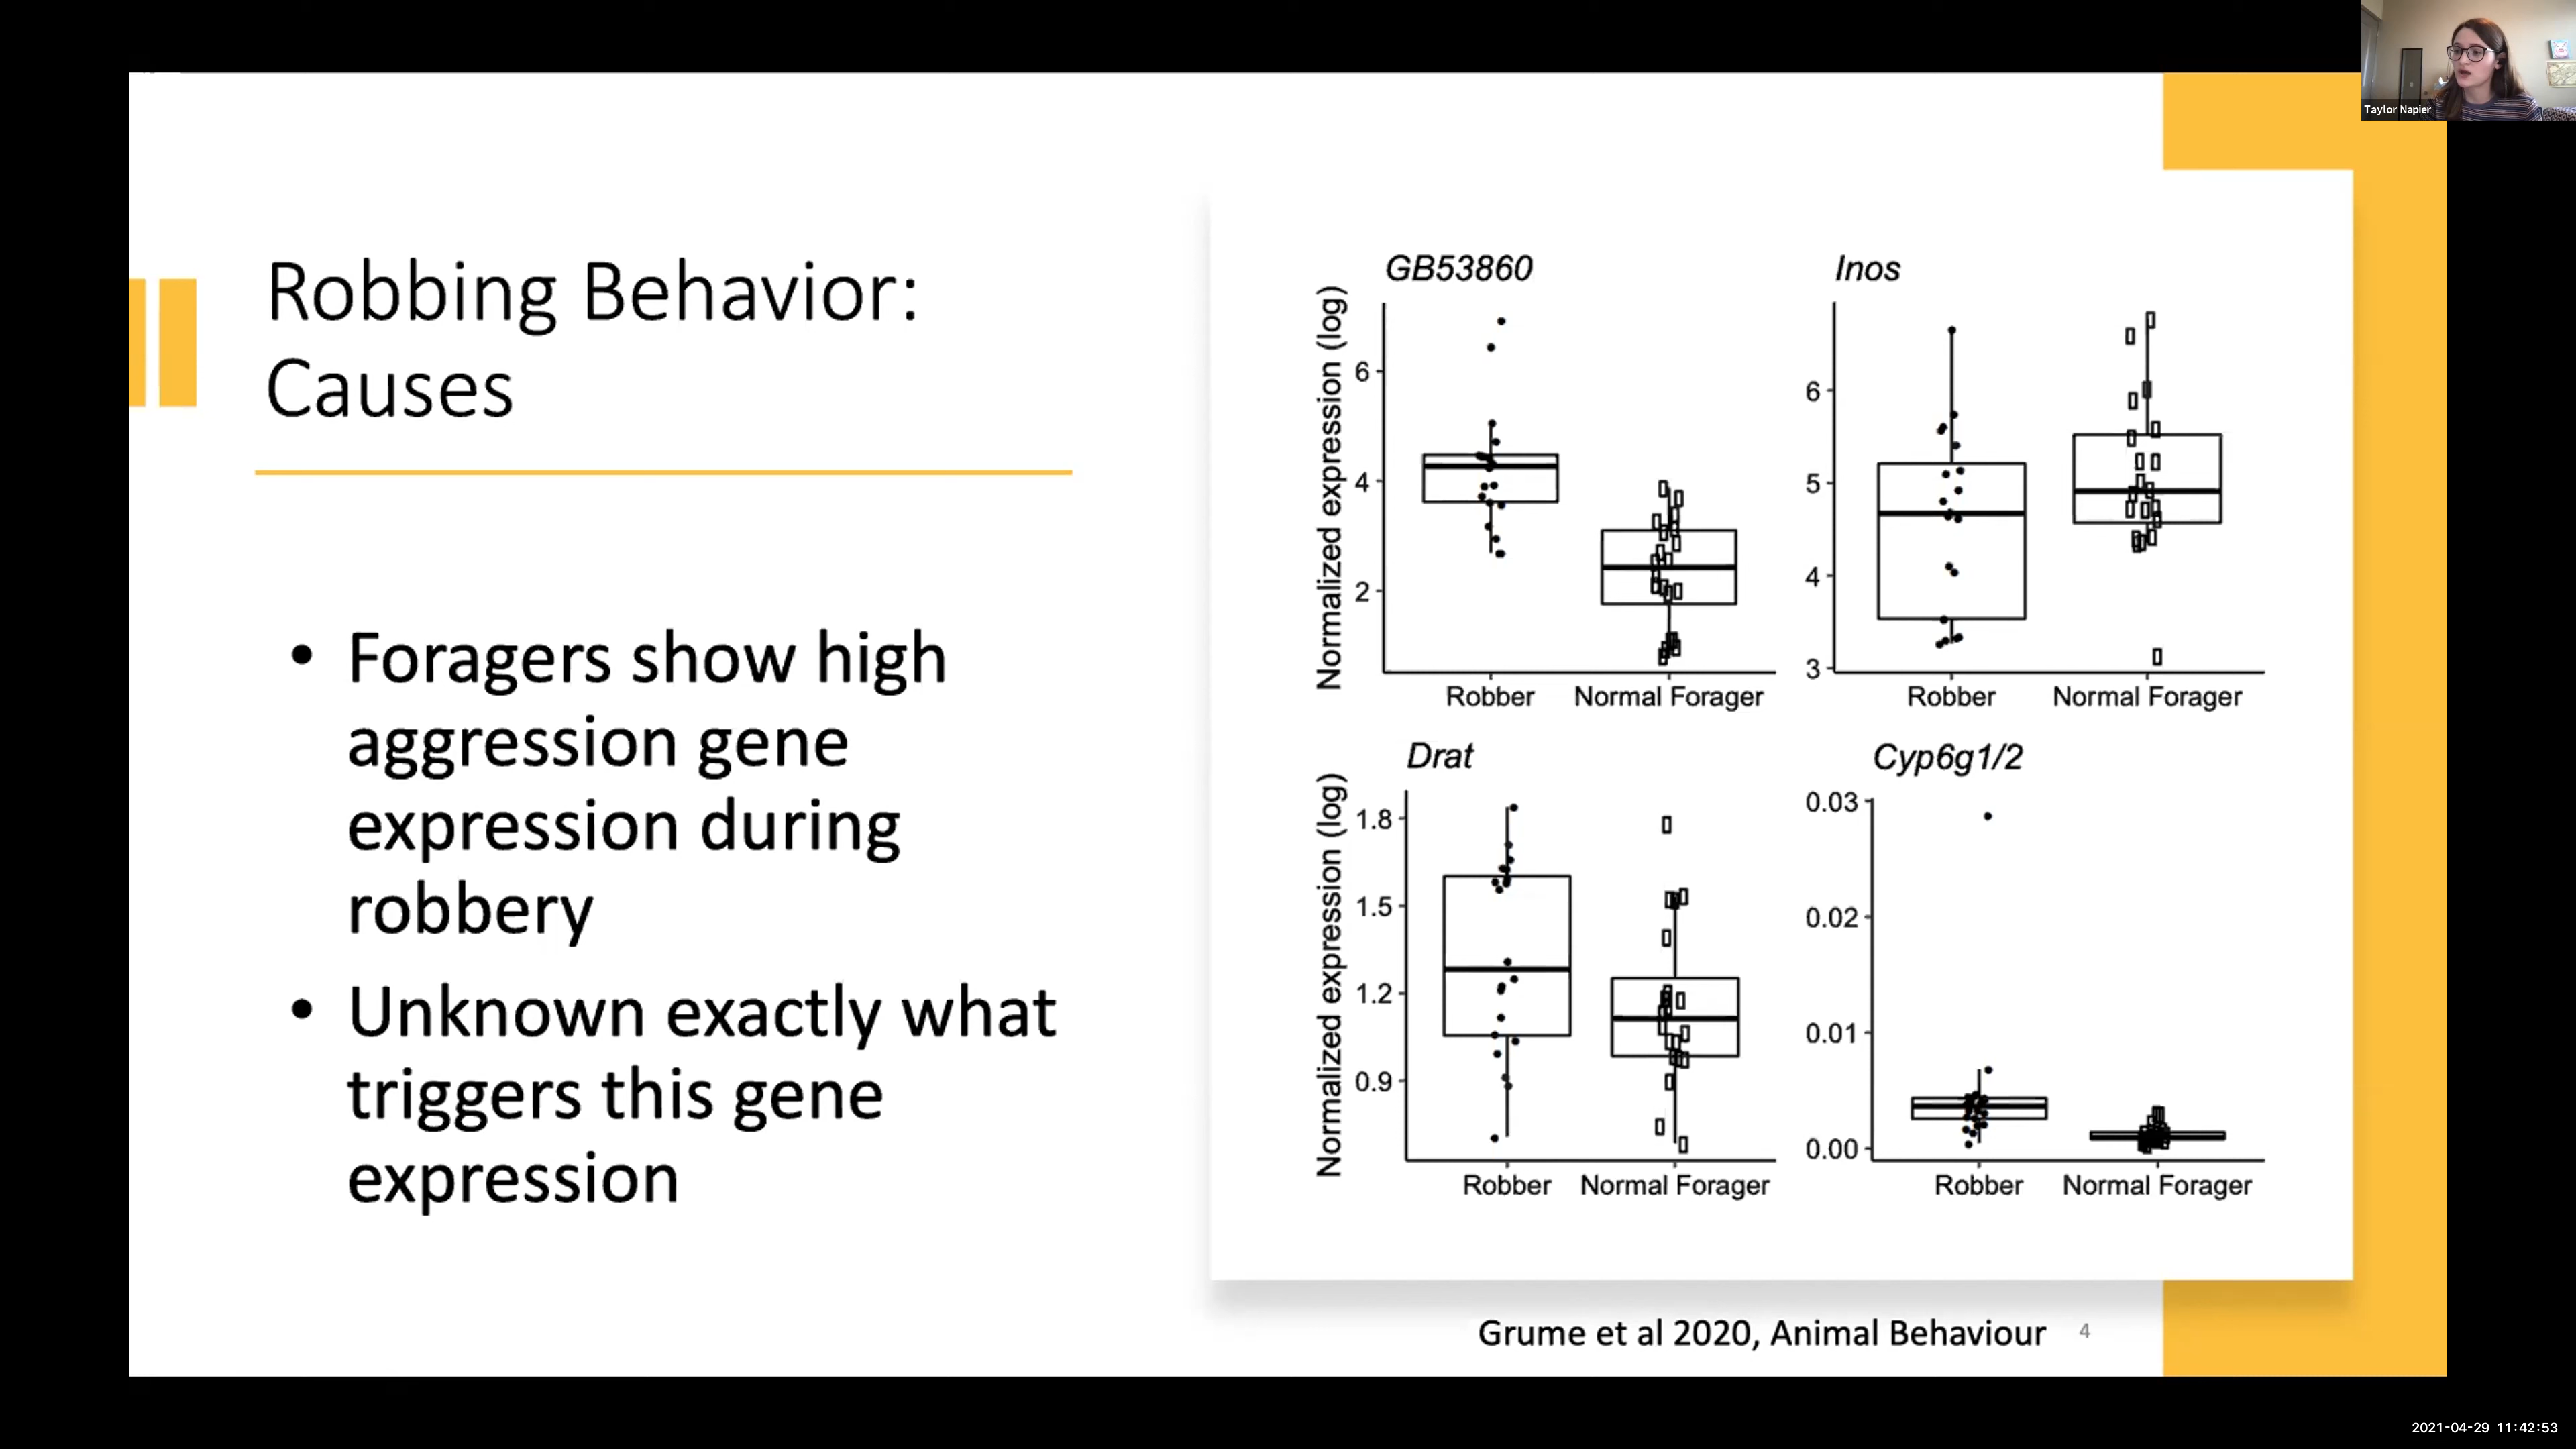 Taylor Napier
Robbing Behavior:
Causes
• Foragers show high
aggression gene
expression during
robbery
• Unknown exactly what
triggers this gene
expression
GB53860
Normalized expression (log)
6
4
2
Robber Normal Forager
Inos
6
5
4
3
Robber Normal Forager
Drat
Normalized expression (log)
1.8
1.5
1.2
0.9
Robber Normal Forager
Cyp6g1/2
0.03
0.02
0.01
0.00
Robber Normal Forager
Grume et al 2020, Animal Behaviour 4
2021-04-29 11:42:53